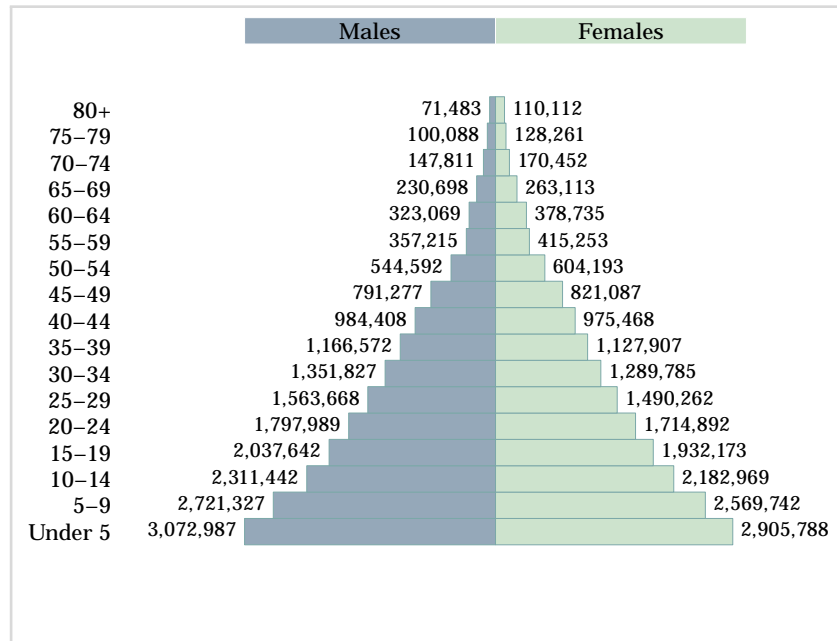 Males Females
80+ 71,483 110,112
75–79 100,088 128,261
70–74 147,811 170,452
65–69 230,698 263,113
60–64 323,069 378,735
55–59 357,215 415,253
50–54 544,592 604,193
45–49 791,277 821,087
40–44 984,408 975,468
35–39 1,166,572 1,127,907
30–34 1,351,827 1,289,785
25–29 1,563,668 1,490,262
20–24 1,797,989 1,714,892
15–19 2,037,642 1,932,173
10–14 2,311,442 2,182,969
5–9 2,721,327 2,569,742
Under 5 3,072,987 2,905,788